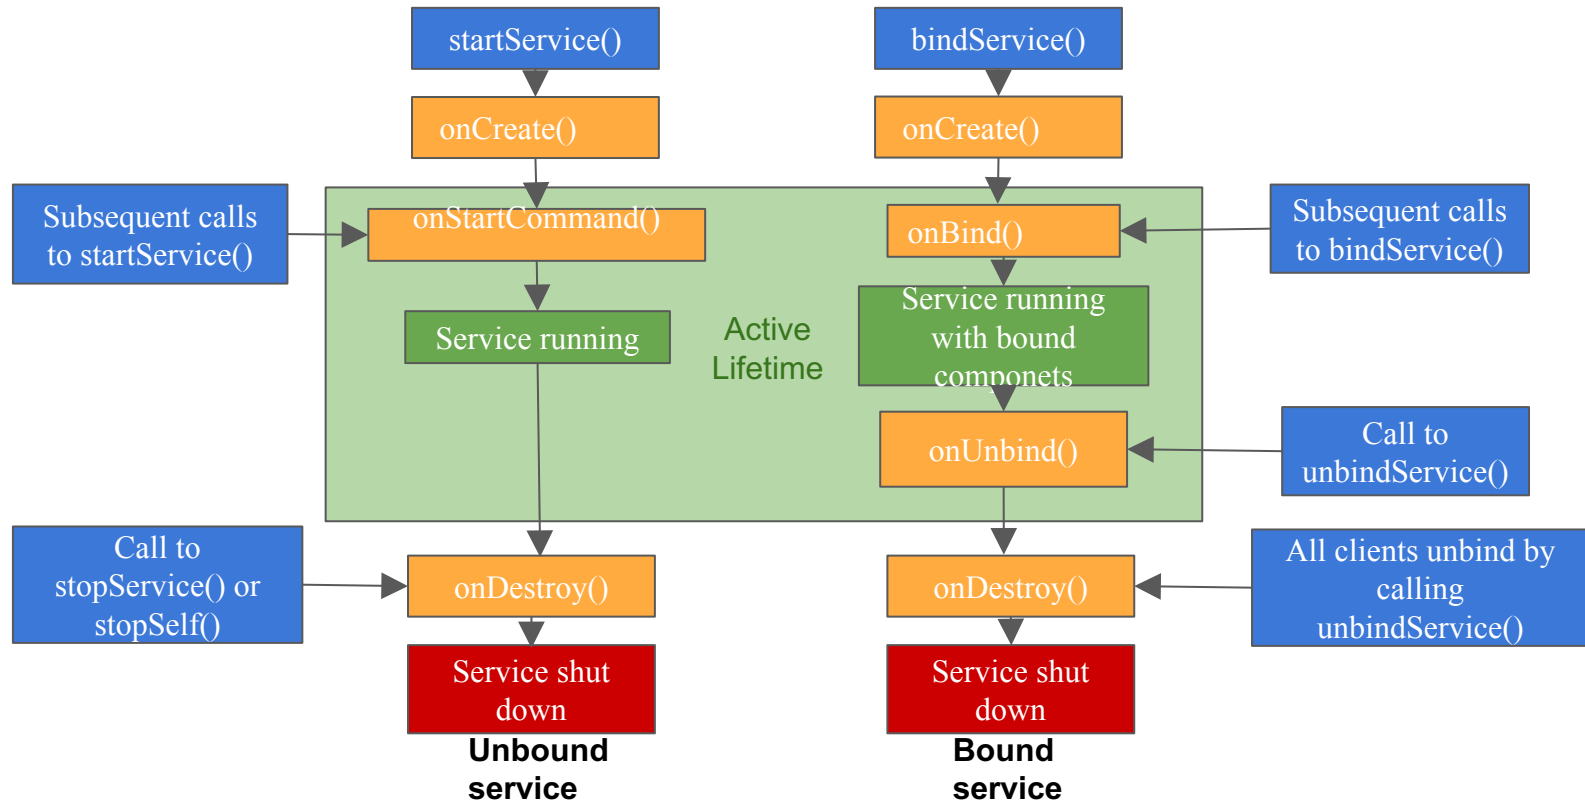 startService()
bindService()
onCreate()
onCreate()
Subsequent calls
to startService()
onStartCommand()
onBind()
Subsequent calls
to bindService()
Service running
Active
Lifetime
Service running
with bound
componets
onUnbind()
Call to
unbindService()
Call to
stopService() or
stopSelf()
onDestroy()
onDestroy()
All clients unbind by
calling
unbindService()
Service shut
down
Service shut
down
Unbound
service
Bound
service